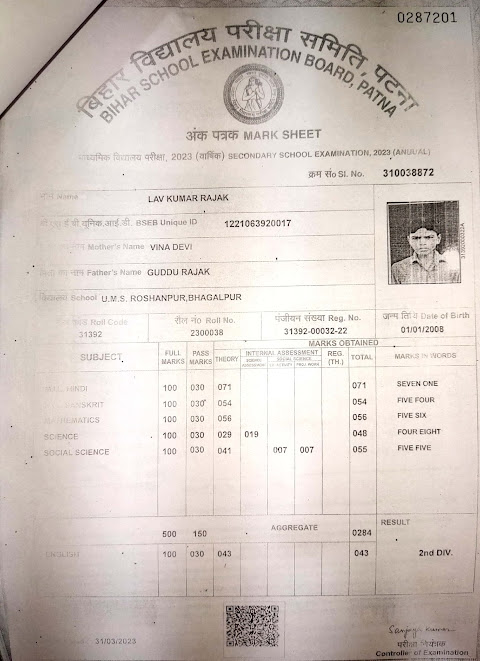 0287201
बिहार विद्यालय परीक्षा समिति, पटना
BIHAR SCHOOL EXAMINATION BOARD, PATNA
अंक पत्रक MARK SHEET
माध्यमिक विद्यालय परीक्षा, 2023 (वार्षिक) SECONDARY SCHOOL EXAMINATION, 2023 (ANNUAL)
क्रम सं० Sl. No. 310038872
Name LAV KUMAR RAJAK
यूनिक.आई.डी. BSEB Unique ID 1221063920017
नाम Mother's Name VINA DEVI
नाम Father's Name GUDDU RAJAK
विद्यालय School U.M.S. ROSHANPUR,BHAGALPUR
Roll Code रौल नं० Roll No. पंजीयन संख्या Reg. No. जन्म तिथि Date of Birth
31392 2300038 31392-00032-22 01/01/2008
MARKS OBTAINED
SUBJECT FULL MARKS PASS MARKS THEORY INTERNAL ASSESSMENT REG. (TH.) TOTAL MARKS IN WORDS
SOCIAL SCIENCE
HINDI 100 030 071 071 SEVEN ONE
SANSKRIT 100 030 054 054 FIVE FOUR
MATHEMATICS 100 030 056 056 FIVE SIX
SCIENCE 100 030 029 019 048 FOUR EIGHT
SOCIAL SCIENCE 100 030 041 007 007 055 FIVE FIVE
500 150 AGGREGATE 0284 RESULT
ENGLISH 100 030 043 043 2nd DIV.
31/03/2023
Sanjay Kumar
परीक्षा नियंत्रक
Controller of Examination